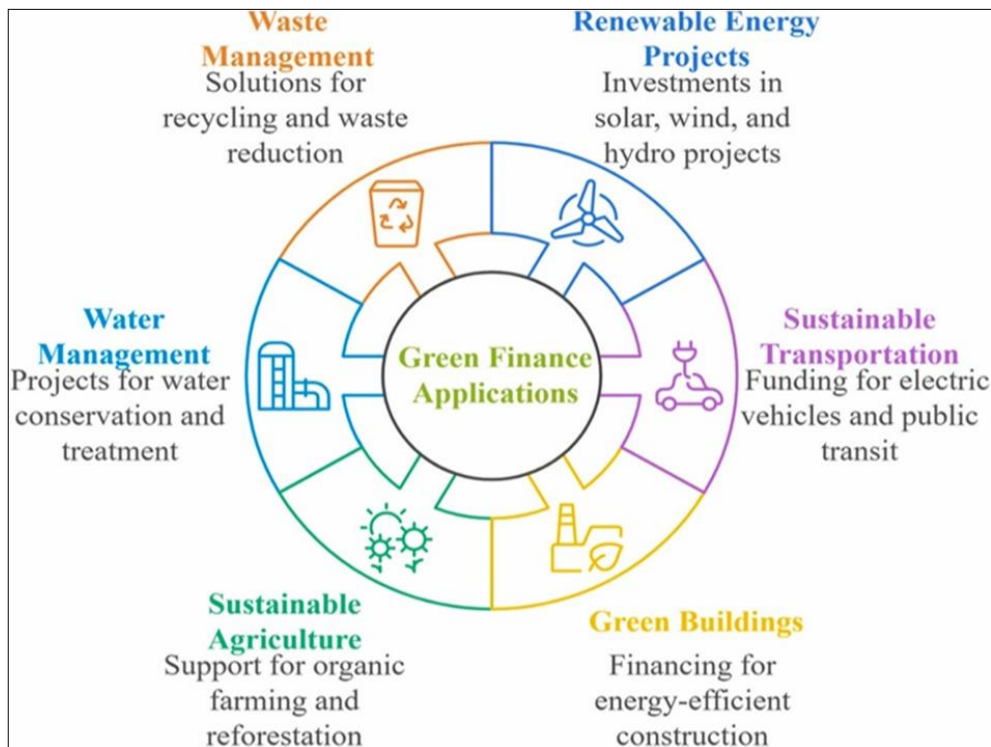 Waste
Management
Solutions for
recycling and waste
reduction
Renewable Energy
Projects
Investments in
solar, wind, and
hydro projects
Water
Management
Projects for water
conservation and
treatment
Green Finance
Applications
Sustainable
Transportation
Funding for electric
vehicles and public
transit
Sustainable
Agriculture
Support for organic
farming and
reforestation
Green Buildings
Financing for
energy-efficient
construction